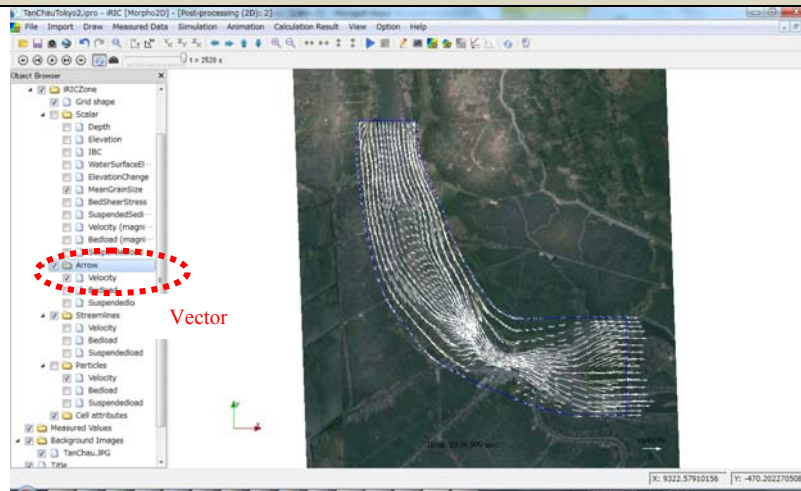 TanChauTokyo2.ipro - iRIC [Morpho2D] - [Post-processing (2D): 2]
File Import Draw Measured Data Simulation Animation Calculation Result View Option Help
t = 2520 s
Object Browser
iRICZone
Grid shape
Scalar
Depth
Elevation
IBC
WaterSurfaceEl···
ElevationChange
MeanGrainSize
BedShearStress
SuspendedSedi···
Velocity (magni···
Bedload (magni···
Arrow
Velocity
Bedload
Suspendedlo
Vector
Streamlines
Velocity
Bedload
Suspendedload
Particles
Velocity
Bedload
Suspendedload
Cell attributes
Measured Values
Background Images
TanChau.JPG
Title
X: 9322.57910156 Y: -470.202270508